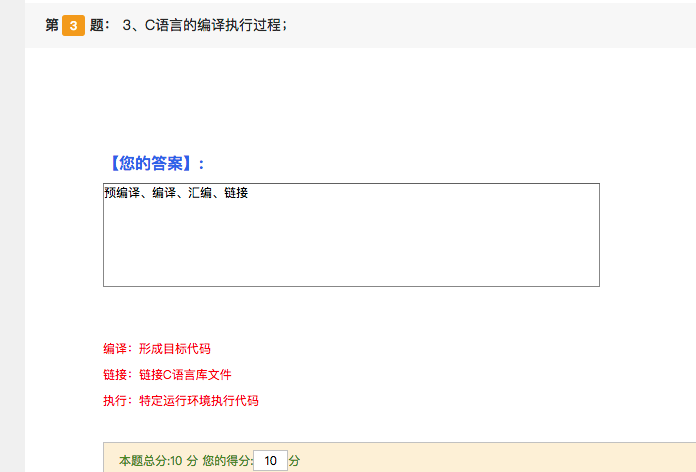 第 3 题： 3、C语言的编译执行过程；
【您的答案】：
预编译、编译、汇编、链接
编译：形成目标代码
链接：链接C语言库文件
执行：特定运行环境执行代码
本题总分:10 分 您的得分: 10 分